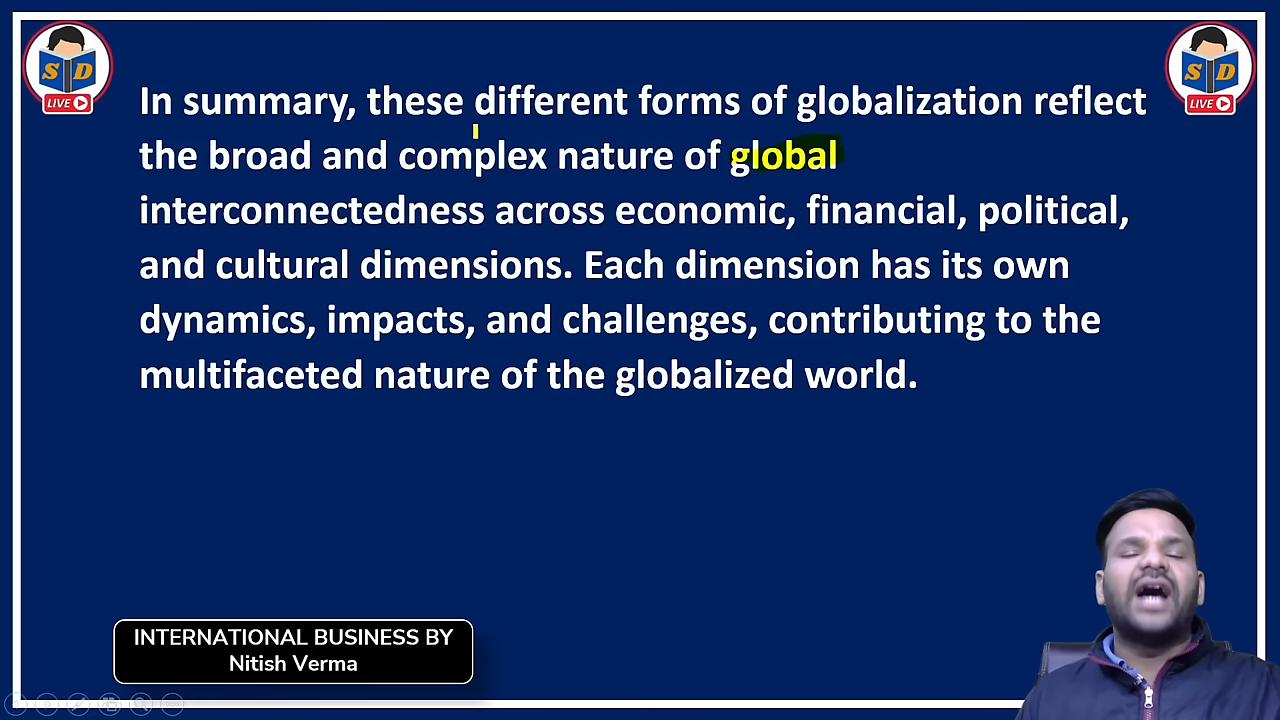 S D
LIVE
S D
LIVE
In summary, these different forms of globalization reflect
the broad and complex nature of global
interconnectedness across economic, financial, political,
and cultural dimensions. Each dimension has its own
dynamics, impacts, and challenges, contributing to the
multifaceted nature of the globalized world.
INTERNATIONAL BUSINESS BY
Nitish Verma